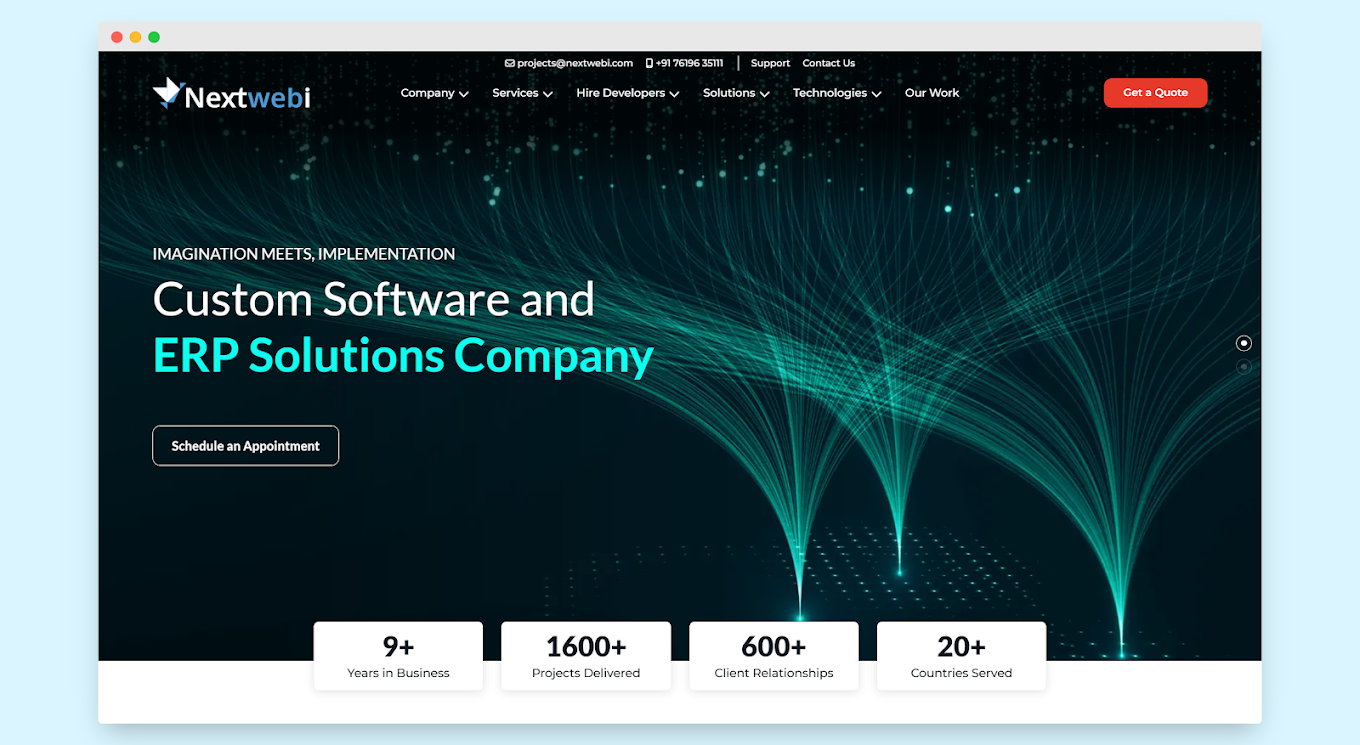 projects@nextwebi.com +91 76196 35111 Support Contact Us
Nextwebi
Company Services Hire Developers Solutions Technologies Our Work
Get a Quote
IMAGINATION MEETS, IMPLEMENTATION
Custom Software and
ERP Solutions Company
Schedule an Appointment
9+
Years in Business
1600+
Projects Delivered
600+
Client Relationships
20+
Countries Served